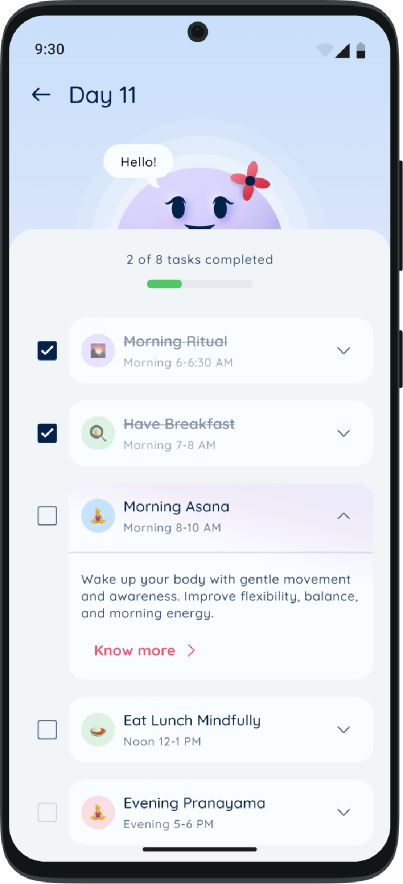 9:30
Day 11
Hello!
2 of 8 tasks completed
Morning Ritual
Morning 6-6:30 AM
Have Breakfast
Morning 7-8 AM
Morning Asana
Morning 8-10 AM
Wake up your body with gentle movement
and awareness. Improve flexibility, balance,
and morning energy.
Know more
Eat Lunch Mindfully
Noon 12-1 PM
Evening Pranayama
Evening 5-6 PM